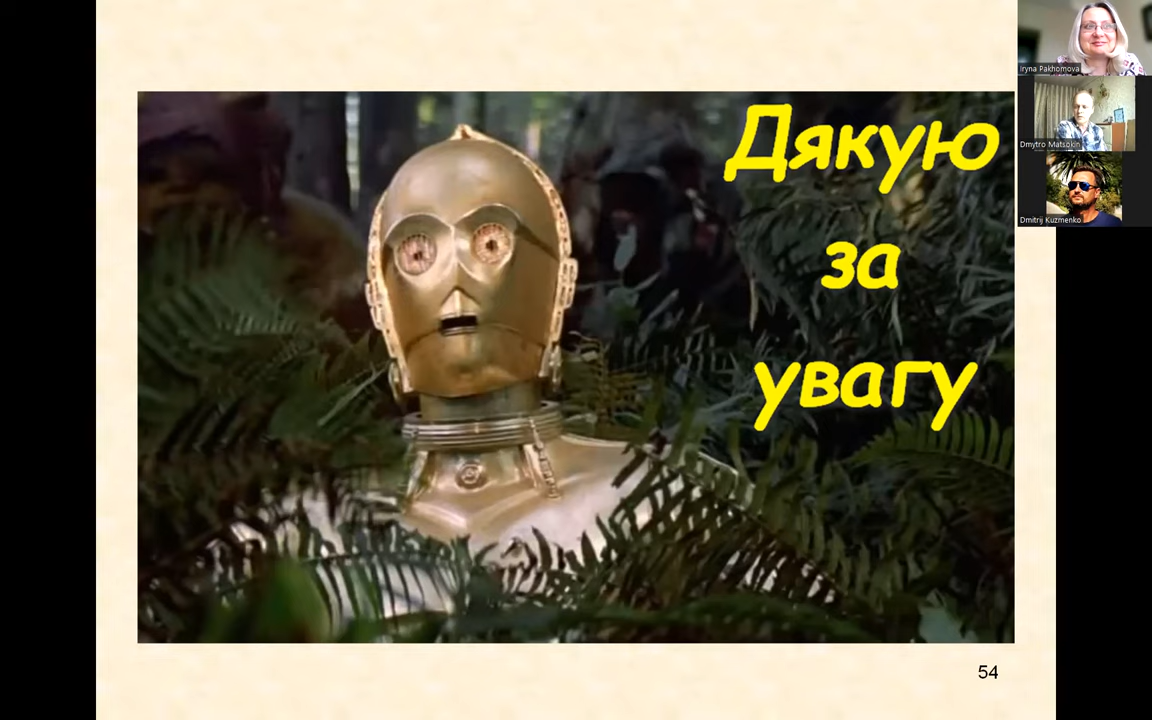 Дякую
за
увагу
54
Iryna Pakhomova
Dmytro Matsokin
Dmitrij Kuzmenko